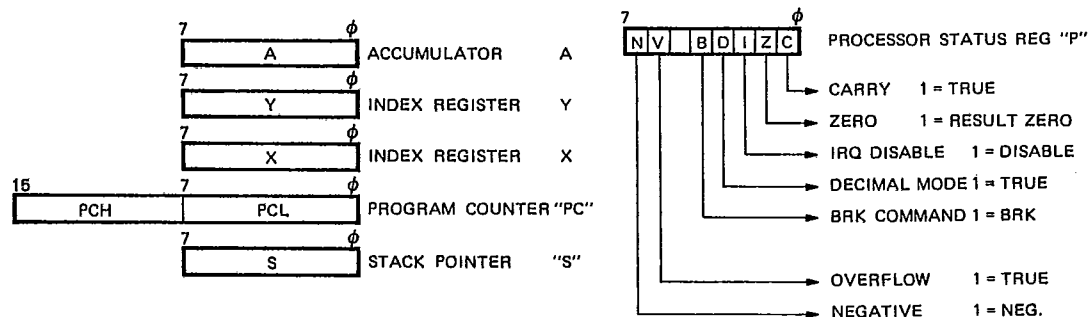 7 ϕ
A ACCUMULATOR A
7 ϕ
Y INDEX REGISTER Y
7 ϕ
X INDEX REGISTER X
15 7 ϕ
PCH PCL PROGRAM COUNTER "PC"
7 ϕ
S STACK POINTER "S"
7 ϕ
N V B D I Z C PROCESSOR STATUS REG "P"
CARRY 1 = TRUE
ZERO 1 = RESULT ZERO
IRQ DISABLE 1 = DISABLE
DECIMAL MODE 1 = TRUE
BRK COMMAND 1 = BRK
OVERFLOW 1 = TRUE
NEGATIVE 1 = NEG.